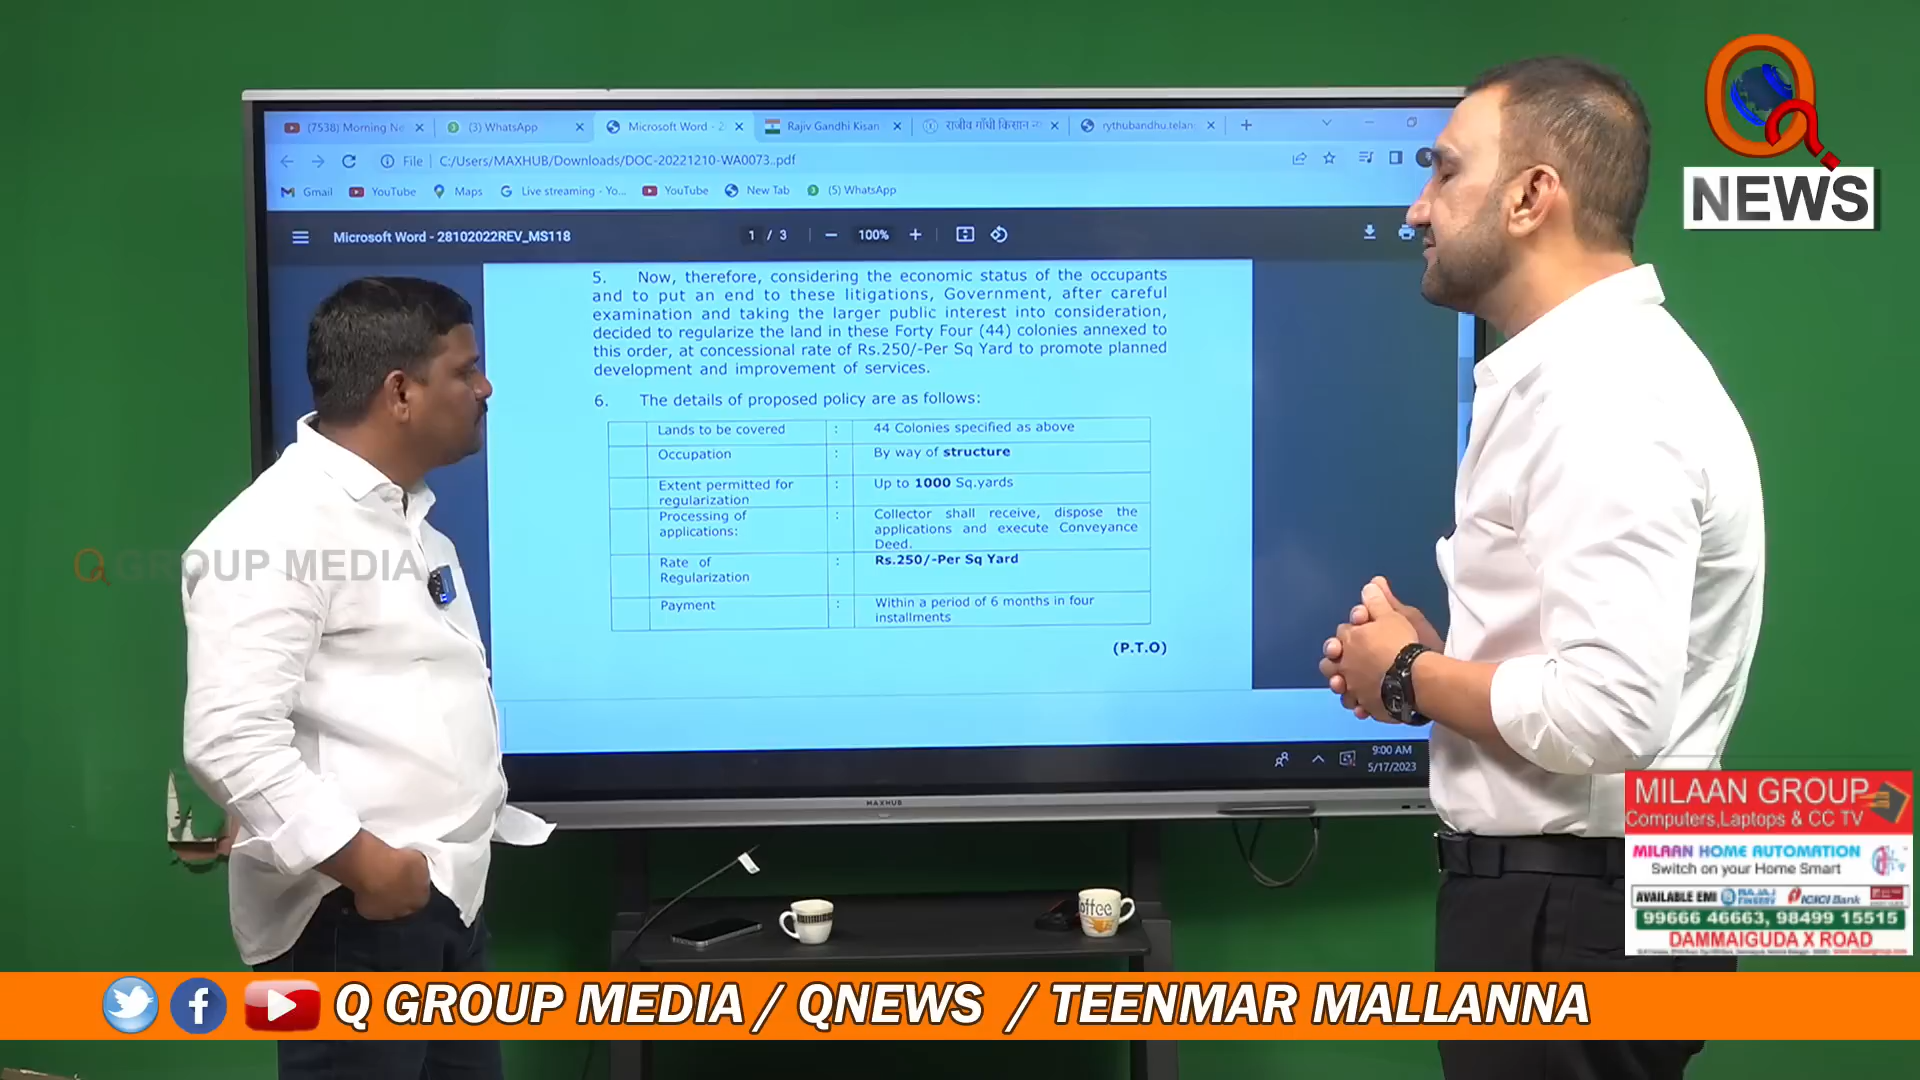 (7538) Morning Ne
(3) WhatsApp
Microsoft Word - 2
Rajiv Gandhi Kisan
राजीव गाँधी किसान न
rythubandhu.telan
File
C:/Users/MAXHUB/Downloads/DOC-20221210-WA0073..pdf
Gmail
YouTube
Maps
Live streaming - Yo...
YouTube
New Tab
(5) WhatsApp
Microsoft Word - 28102022REV_MS118
1 / 3
100%
5. Now, therefore, considering the economic status of the occupants
and to put an end to these litigations, Government, after careful
examination and taking the larger public interest into consideration,
decided to regularize the land in these Forty Four (44) colonies annexed to
this order, at concessional rate of Rs.250/-Per Sq Yard to promote planned
development and improvement of services.
6. The details of proposed policy are as follows:
Lands to be covered : 44 Colonies specified as above
Occupation : By way of structure
Extent permitted for : Up to 1000 Sq.yards
regularization
Processing of : Collector shall receive, dispose the
applications: applications and execute Conveyance
Deed.
Rate of : Rs.250/-Per Sq Yard
Regularization
Payment : Within a period of 6 months in four
installments
(P.T.O)
9:00 AM
5/17/2023
MAXHUB
Q NEWS
Q GROUP MEDIA
offee
MILAAN GROUP
Computers,Laptops & CC TV
MILAAN HOME AUTOMATION
Switch on your Home Smart
AVAILABLE EMI BAJAJ FINSERV ICICI Bank
99666 46663, 98499 15515
DAMMAIGUDA X ROAD
Q GROUP MEDIA / QNEWS / TEENMAR MALLANNA